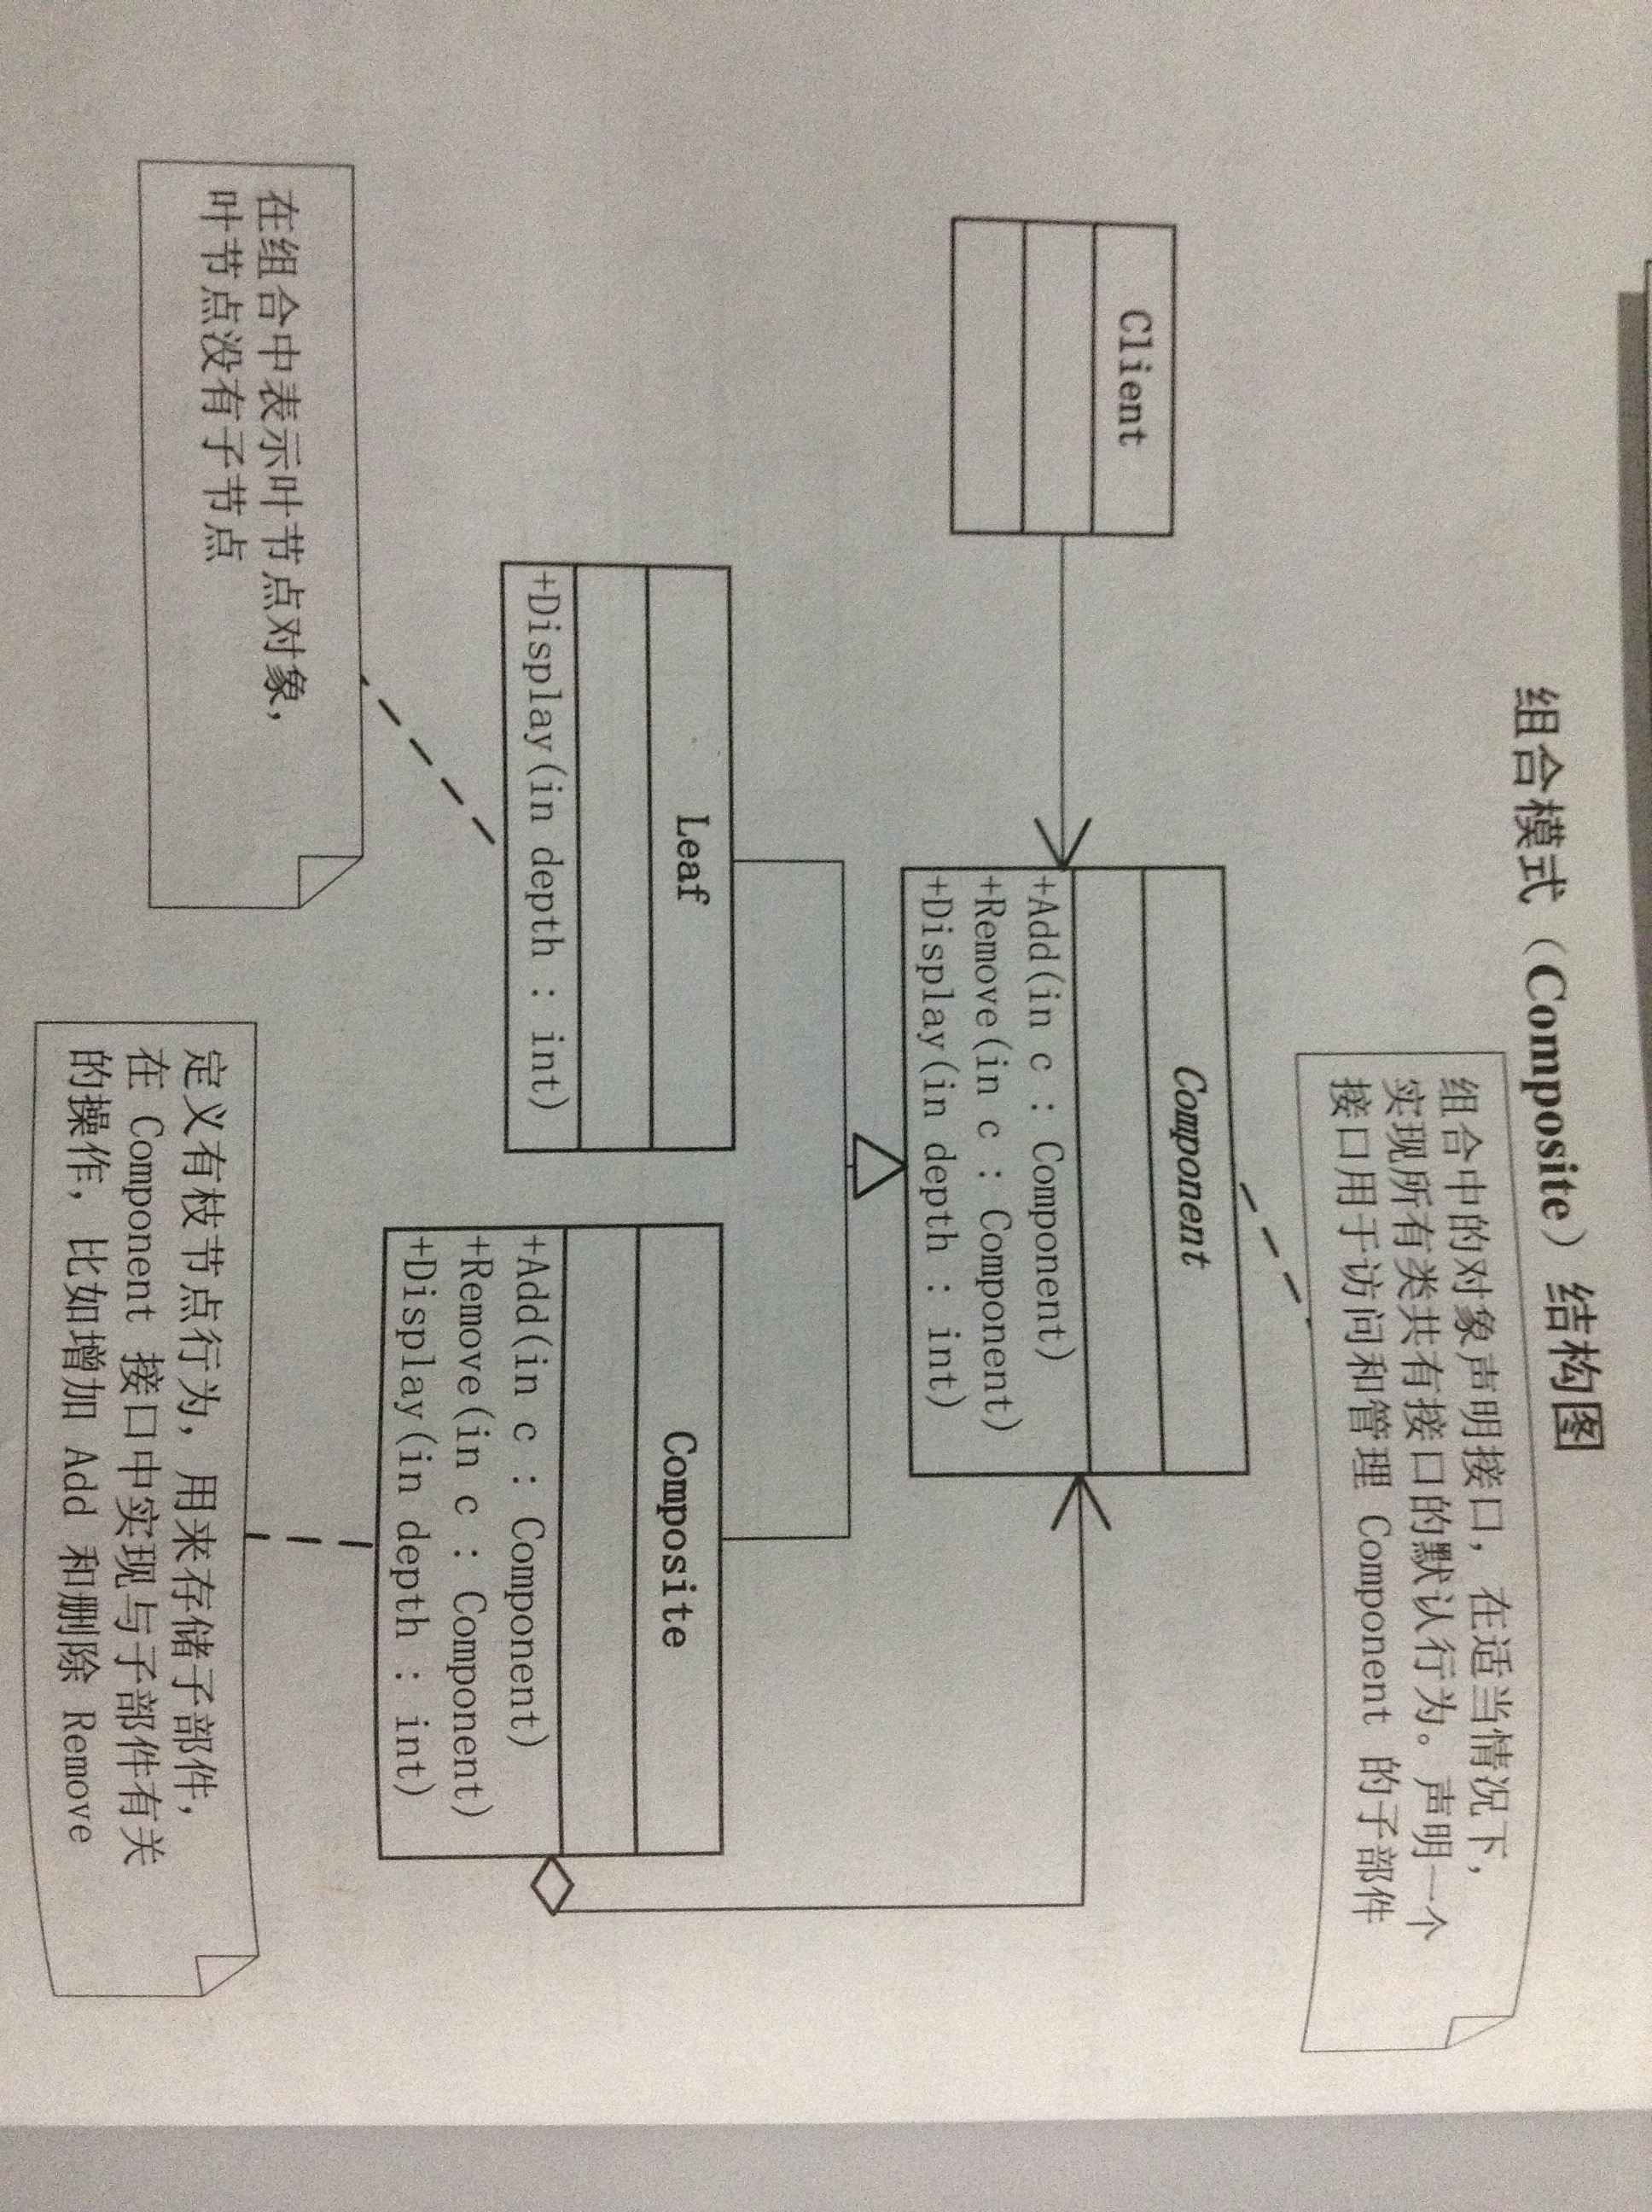 组合模式（Composite）结构图
组合中的对象声明接口，在适当情况下，
实现所有类共有接口的默认行为。声明一个
接口用于访问和管理 Component 的子部件
Client
Component
+Add(in c : Component)
+Remove(in c : Component)
+Display(in depth : int)
Leaf
+Display(in depth : int)
Composite
+Add(in c : Component)
+Remove(in c : Component)
+Display(in depth : int)
在组合中表示叶节点对象，
叶节点没有子节点
定义有枝节点行为，用来存储子部件，
在 Component 接口中实现与子部件有关
的操作，比如增加 Add 和删除 Remove